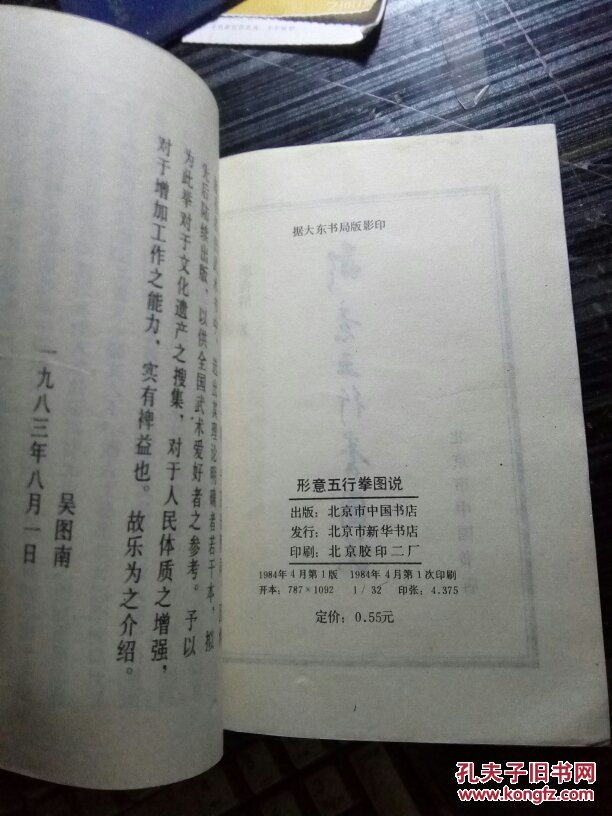 先后陆续出版，以供全国武术爱好者之参考。予以
为此举对于文化遗产之搜集，对于人民体质之增强，
对于增加工作之能力，实有裨益也。故乐为之介绍。
吴图南
一九八三年八月一日
据大东书局版影印
形意五行拳图说
出版：北京市中国书店
发行：北京市新华书店
印刷：北京胶印二厂
1984年4月第1版 1984年4月第1次印刷
开本：787×1092 1/32 印张：4.375
定价：0.55元
孔夫子旧书网
www.kongfz.com